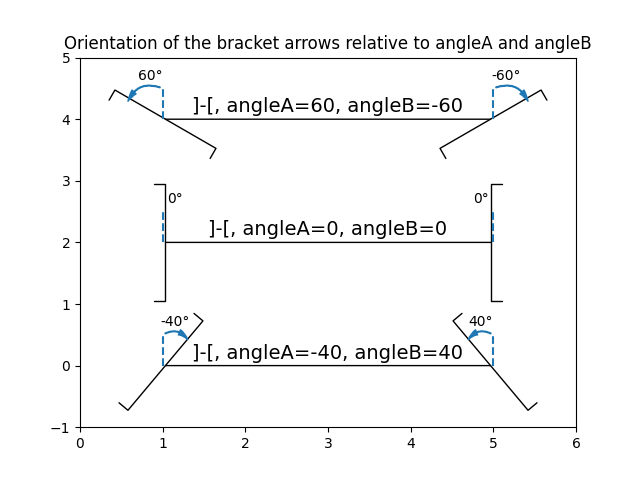 Orientation of the bracket arrows relative to angleA and angleB
5
60°
-60°
]-[, angleA=60, angleB=-60
4
3
0°
0°
]-[, angleA=0, angleB=0
2
1
-40°
40°
]-[, angleA=-40, angleB=40
0
−1
0 1 2 3 4 5 6